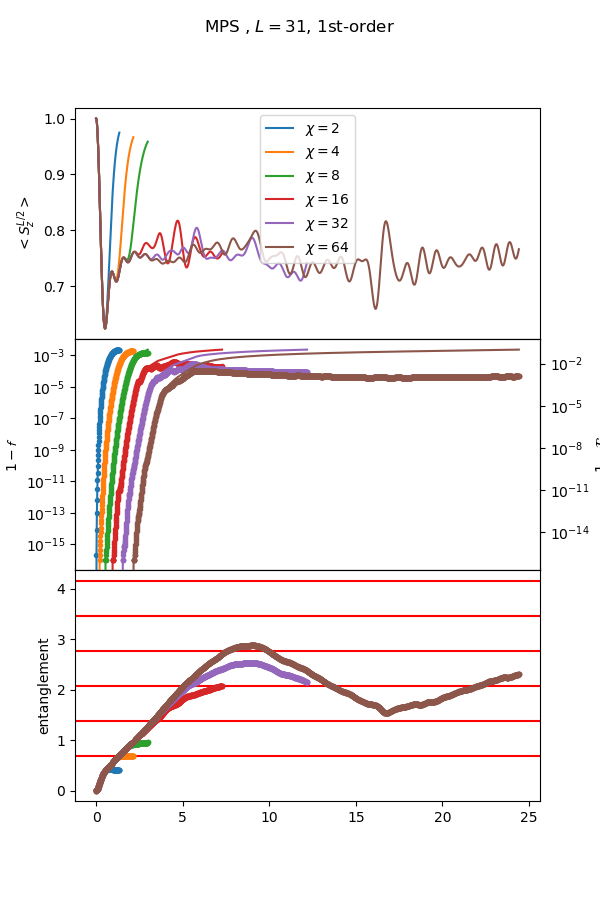 MPS , L = 31, 1st-order
1.0
0.9
0.8
0.7
< S_z^{L/2} >
χ = 2
χ = 4
χ = 8
χ = 16
χ = 32
χ = 64
10^{-3}
10^{-5}
10^{-7}
10^{-9}
10^{-11}
10^{-13}
10^{-15}
1 − f
10^{-2}
10^{-5}
10^{-8}
10^{-11}
10^{-14}
4
3
2
1
0
entanglement
0 5 10 15 20 25